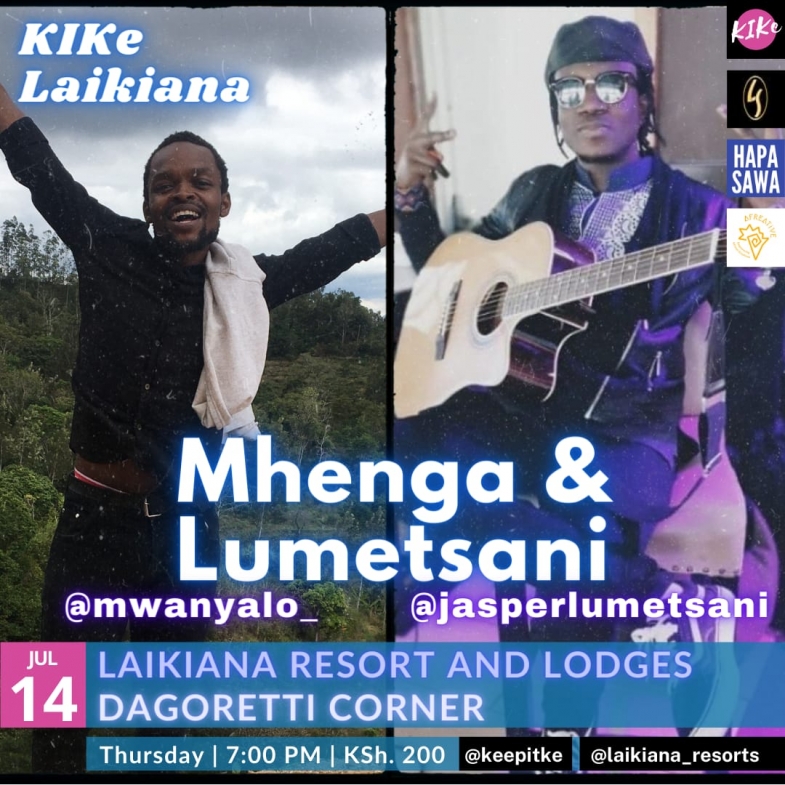 KIKe
Laikiana
KIKe
HAPA
SAWA
AFREATIVE
Mhenga &
Lumetsani
@mwanyalo_
@jasperlumetsani
JUL
14
LAIKIANA RESORT AND LODGES
DAGORETTI CORNER
Thursday | 7:00 PM | KSh. 200
@keepitke
@laikiana_resorts